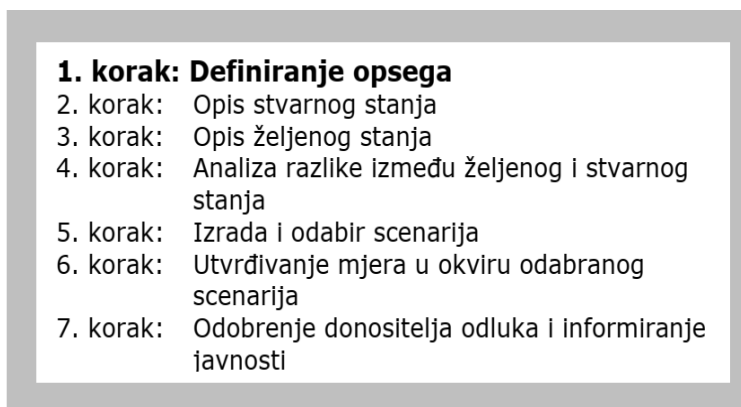 1. korak: Definiranje opsega
2. korak: Opis stvarnog stanja
3. korak: Opis željenog stanja
4. korak: Analiza razlike između željenog i stvarnog
stanja
5. korak: Izrada i odabir scenarija
6. korak: Utvrđivanje mjera u okviru odabranog
scenarija
7. korak: Odobrenje donositelja odluka i informiranje
javnosti